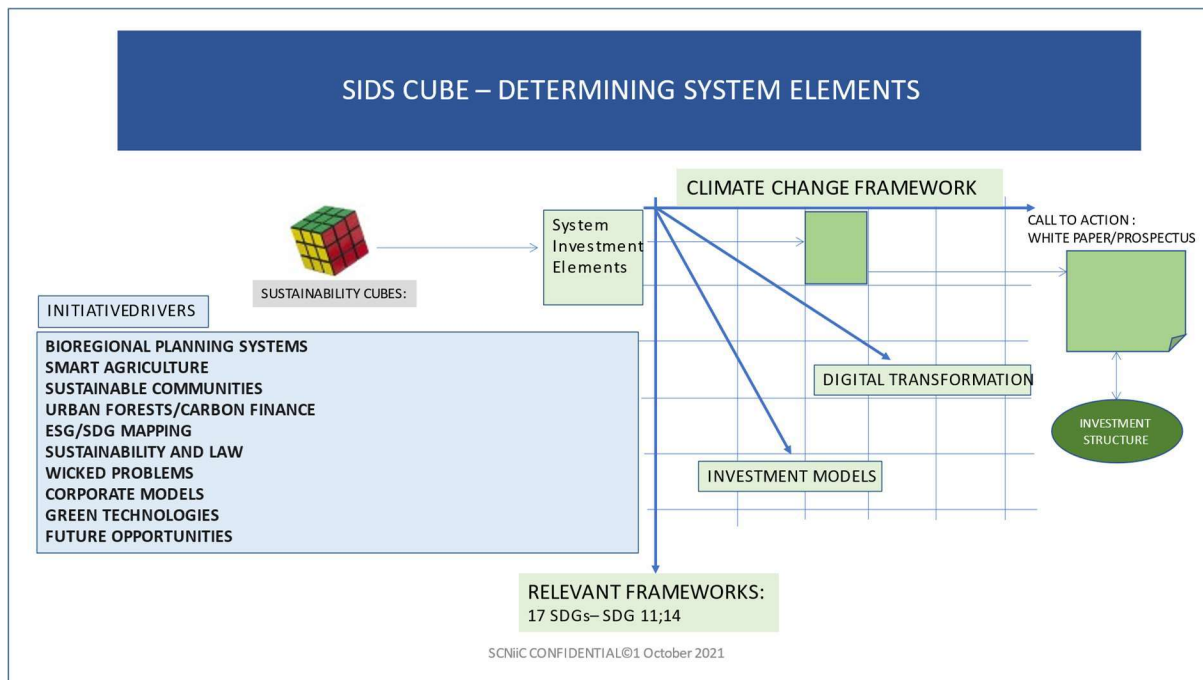 SIDS CUBE – DETERMINING SYSTEM ELEMENTS
CLIMATE CHANGE FRAMEWORK
System
Investment
Elements
CALL TO ACTION :
WHITE PAPER/PROSPECTUS
SUSTAINABILITY CUBES:
INITIATIVEDRIVERS
BIOREGIONAL PLANNING SYSTEMS
SMART AGRICULTURE
SUSTAINABLE COMMUNITIES
URBAN FORESTS/CARBON FINANCE
ESG/SDG MAPPING
SUSTAINABILITY AND LAW
WICKED PROBLEMS
CORPORATE MODELS
GREEN TECHNOLOGIES
FUTURE OPPORTUNITIES
DIGITAL TRANSFORMATION
INVESTMENT
STRUCTURE
INVESTMENT MODELS
RELEVANT FRAMEWORKS:
17 SDGs– SDG 11;14
SCNiiC CONFIDENTIAL©1 October 2021